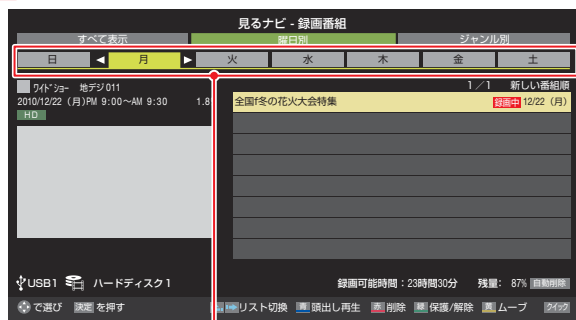 見るナビ - 録画番組
すべて表示 曜日別 ジャンル別
日 月 火 水 木 金 土
ワイドショー 地デジ011
2010/12/22 (月)PM 9:00～AM 9:30 1.8
HD
1/1 新しい番組順
全国!冬の花火大会特集 録画中 12/22 (月)
USB1 ハードディスク1
録画可能時間：23時間30分 残量： 87% 自動削除
で選び 決定 を押す
リスト切換 青 頭出し再生 赤 削除 緑 保護/解除 黄 ムーブ クイック